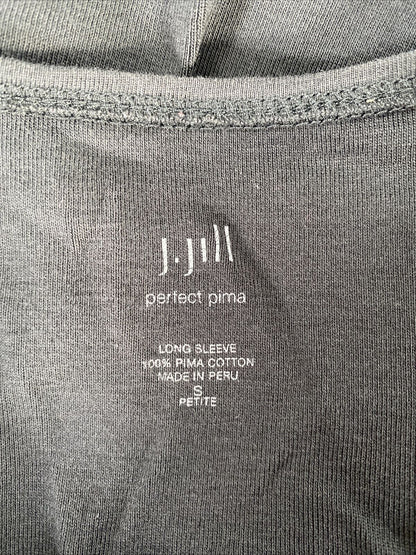 J.Jill
perfect pima
LONG SLEEVE
100% PIMA COTTON
MADE IN PERU
S
PETITE